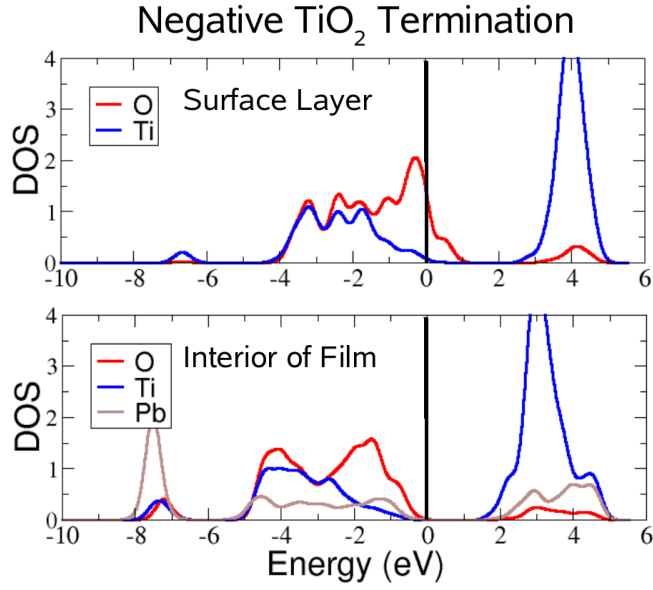 Negative TiO₂ Termination
Surface Layer
O
Ti
DOS
4
3
2
1
0
-10 -8 -6 -4 -2 0 2 4 6
Interior of Film
O
Ti
Pb
DOS
4
3
2
1
0
-10 -8 -6 -4 -2 0 2 4 6
Energy (eV)